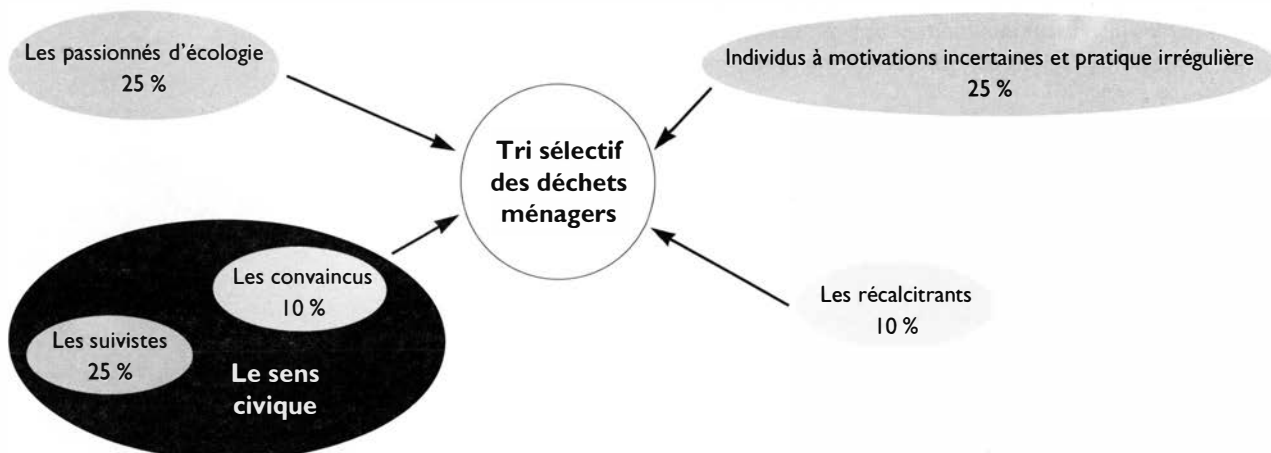 Les passionnés d'écologie
25 %
Individus à motivations incertaines et pratique irrégulière
25 %
Tri sélectif
des déchets
ménagers
Les convaincus
10 %
Les suivistes
25 %
Le sens
civique
Les récalcitrants
10 %